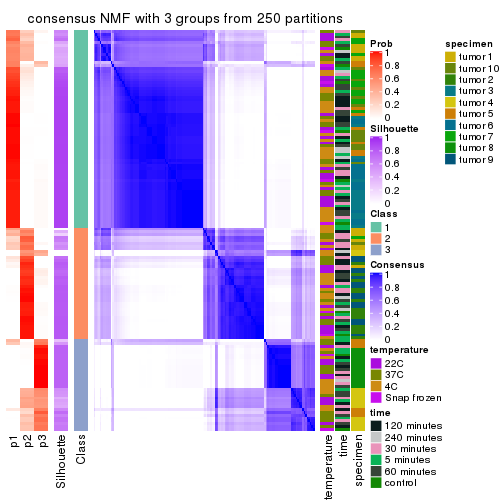 consensus NMF with 3 groups from 250 partitions
Prob
1
0.8
0.6
0.4
0.2
0
Silhouette
1
0.8
0.6
0.4
0.2
0
Class
1
2
3
Consensus
1
0.8
0.6
0.4
0.2
0
temperature
22C
37C
4C
Snap frozen
time
120 minutes
240 minutes
30 minutes
5 minutes
60 minutes
control
specimen
tumor 1
tumor 10
tumor 2
tumor 3
tumor 4
tumor 5
tumor 6
tumor 7
tumor 8
tumor 9
p1
p2
p3
Silhouette
Class
temperature
time
specimen